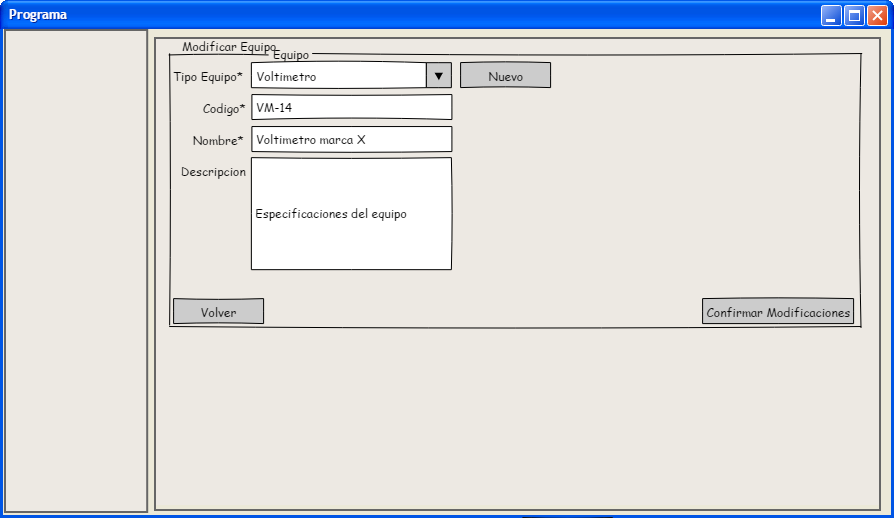 Programa
Modificar Equipo
Equipo
Tipo Equipo* Voltimetro Nuevo
Codigo* VM-14
Nombre* Voltimetro marca X
Descripcion
Especificaciones del equipo
Volver Confirmar Modificaciones